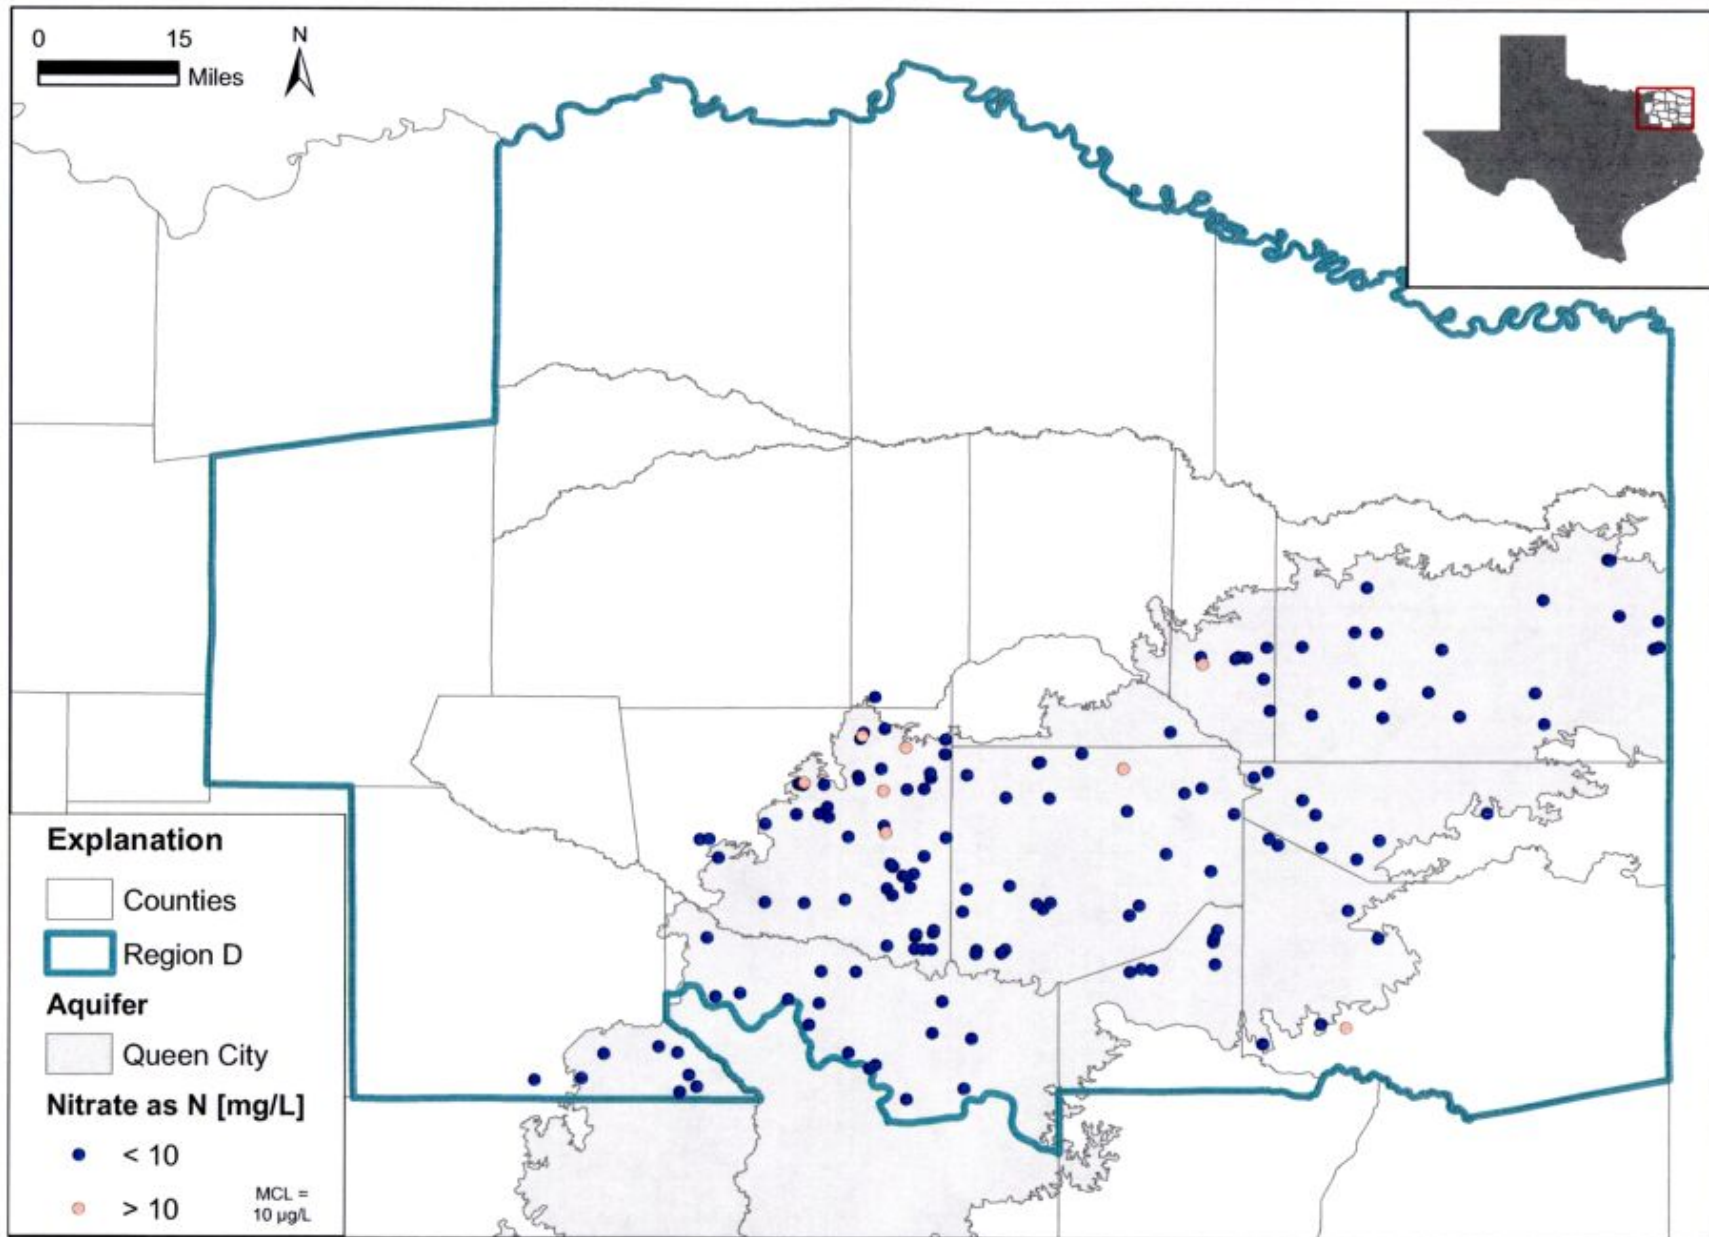 0 15
Miles
N
Explanation
Counties
Region D
Aquifer
Queen City
Nitrate as N [mg/L]
< 10
> 10
MCL =
10 µg/L